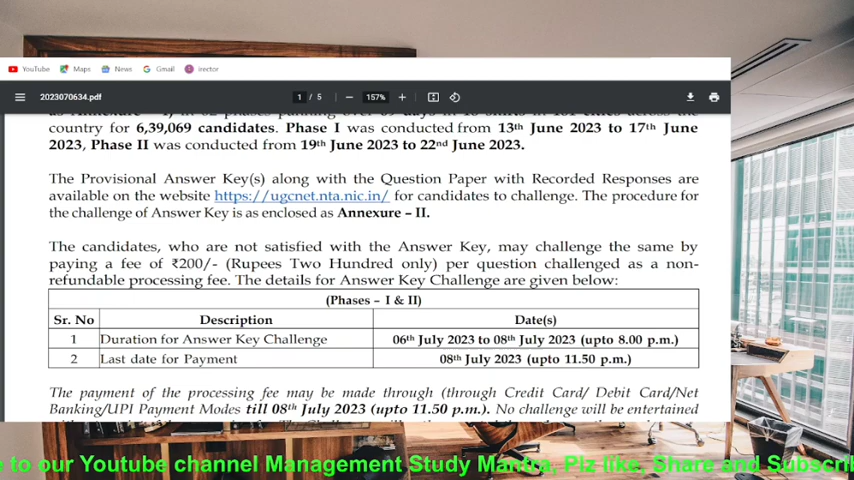 YouTube Maps News Gmail irector
2023070634.pdf 1 / 5 157%
country for 6,39,069 candidates. Phase I was conducted from 13th June 2023 to 17th June
2023, Phase II was conducted from 19th June 2023 to 22nd June 2023.
The Provisional Answer Key(s) along with the Question Paper with Recorded Responses are
available on the website https://ugcnet.nta.nic.in/ for candidates to challenge. The procedure for
the challenge of Answer Key is as enclosed as Annexure – II.
The candidates, who are not satisfied with the Answer Key, may challenge the same by
paying a fee of ₹200/- (Rupees Two Hundred only) per question challenged as a non-
refundable processing fee. The details for Answer Key Challenge are given below:
(Phases – I & II)
Sr. No Description Date(s)
1 Duration for Answer Key Challenge 06th July 2023 to 08th July 2023 (upto 8.00 p.m.)
2 Last date for Payment 08th July 2023 (upto 11.50 p.m.)
The payment of the processing fee may be made through (through Credit Card/ Debit Card/Net
Banking/UPI Payment Modes till 08th July 2023 (upto 11.50 p.m.). No challenge will be entertained
to our Youtube channel Management Study Mantra, Plz like, Share and Subscri